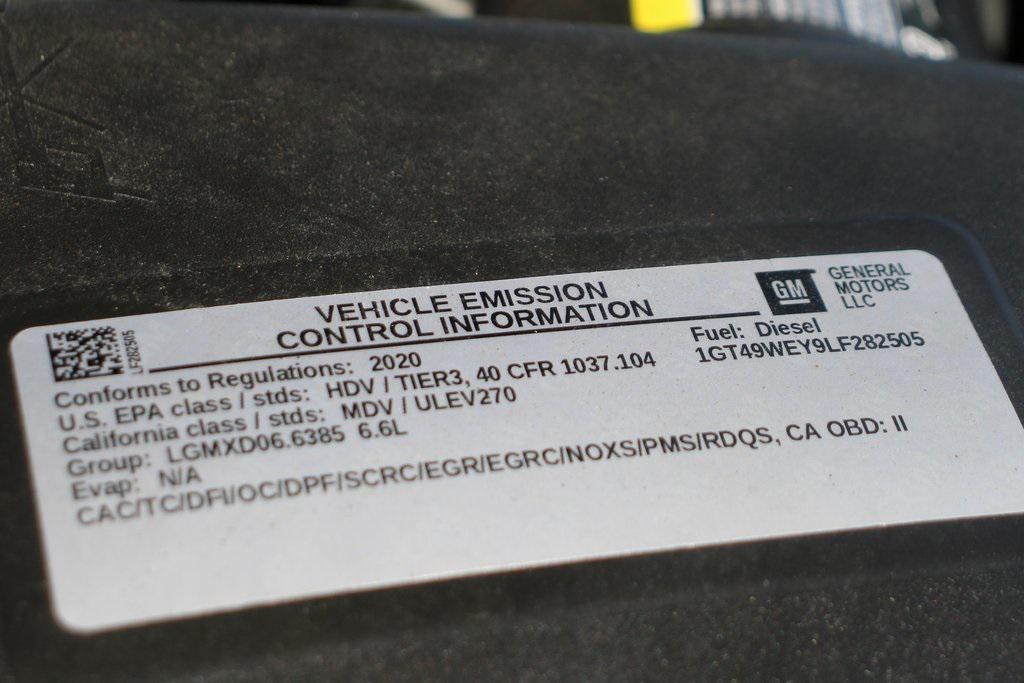 VEHICLE EMISSION
CONTROL INFORMATION
GM
GENERAL
MOTORS
LLC
LF282505
Conforms to Regulations: 2020
U.S. EPA class / stds: HDV / TIER3, 40 CFR 1037.104
California class / stds: MDV / ULEV270
Group: LGMXD06.6385 6.6L
Evap: N/A
CAC/TC/DFI/OC/DPF/SCRC/EGR/EGRC/NOXS/PMS/RDQS, CA OBD: II
Fuel: Diesel
1GT49WEY9LF282505